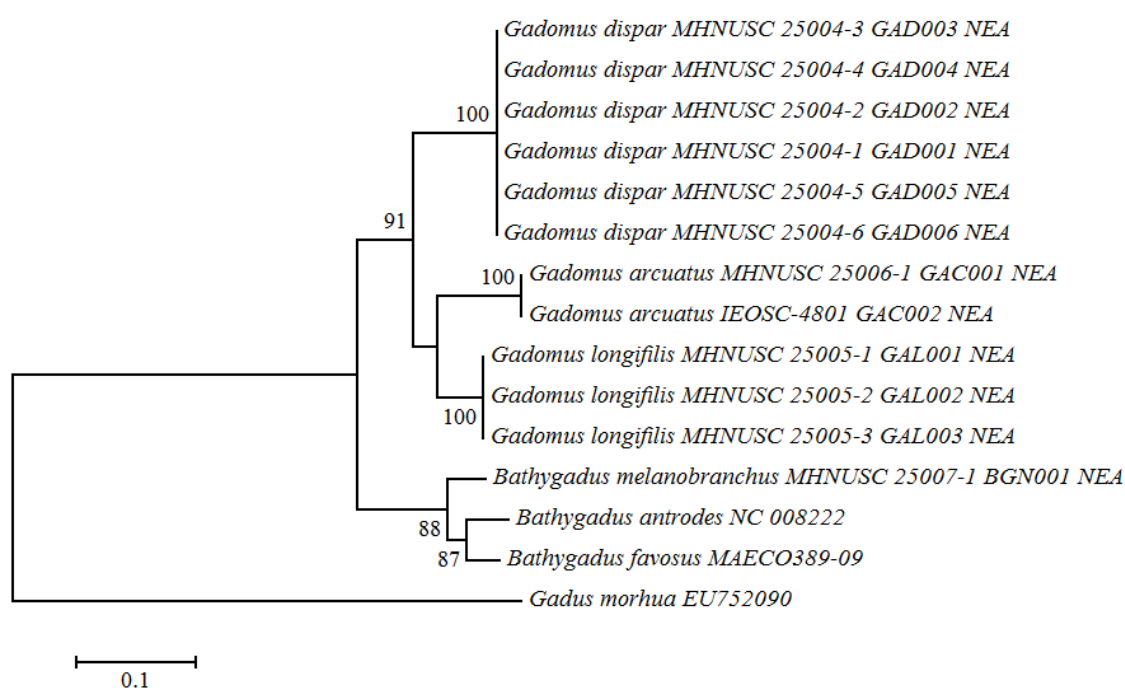 Gadomus dispar MHNUSC 25004-3 GAD003 NEA
Gadomus dispar MHNUSC 25004-4 GAD004 NEA
100
Gadomus dispar MHNUSC 25004-2 GAD002 NEA
Gadomus dispar MHNUSC 25004-1 GAD001 NEA
Gadomus dispar MHNUSC 25004-5 GAD005 NEA
91
Gadomus dispar MHNUSC 25004-6 GAD006 NEA
100
Gadomus arcuatus MHNUSC 25006-1 GAC001 NEA
Gadomus arcuatus IEOSC-4801 GAC002 NEA
Gadomus longifilis MHNUSC 25005-1 GAL001 NEA
Gadomus longifilis MHNUSC 25005-2 GAL002 NEA
100
Gadomus longifilis MHNUSC 25005-3 GAL003 NEA
Bathygadus melanobranchus MHNUSC 25007-1 BGN001 NEA
88
Bathygadus antrodes NC 008222
87
Bathygadus favosus MAECO389-09
Gadus morhua EU752090
0.1